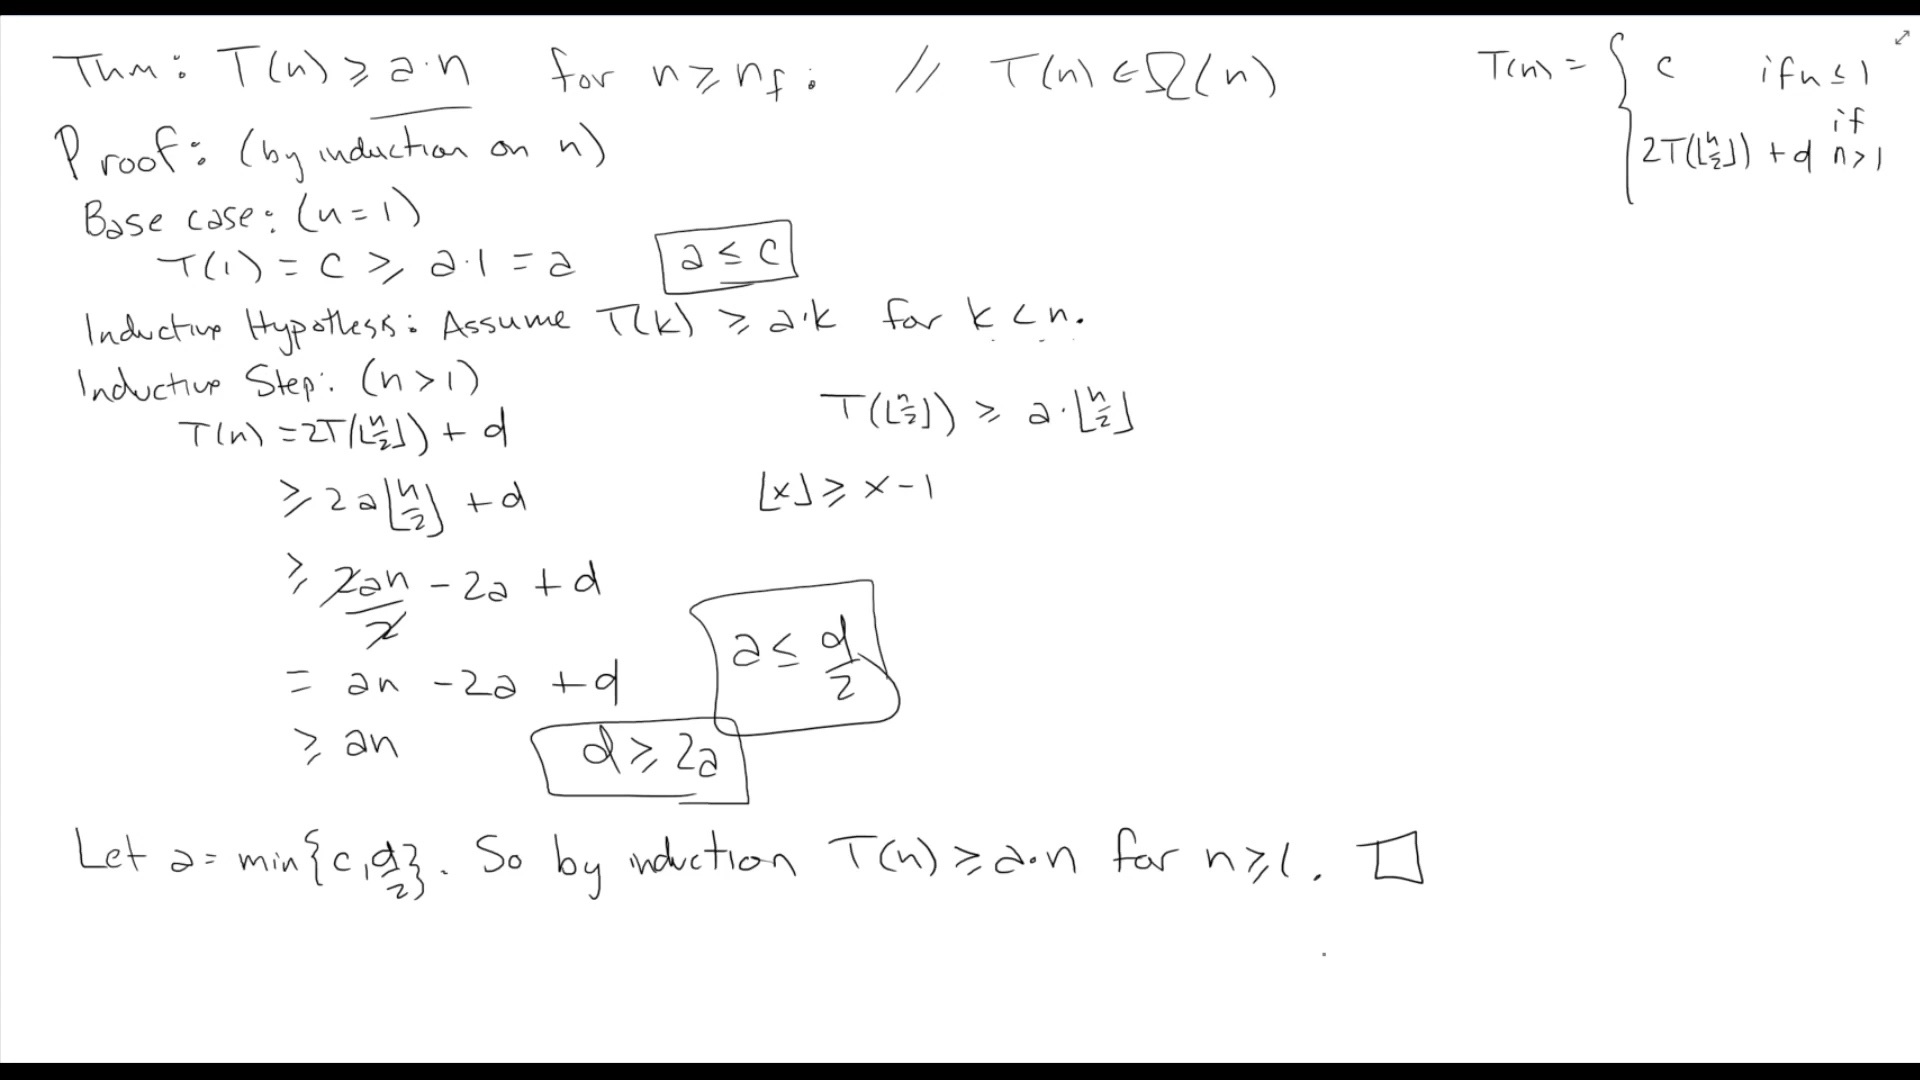 Thm: T(n) ≥ a·n for n ≥ n_f: // T(n) ∈ Ω(n)
T(n) = { c if n ≤ 1
2T(⌊n/2⌋) + d if n > 1
Proof: (by induction on n)
Base case: (n=1)
T(1) = c ≥ a·1 = a a ≤ c
Inductive Hypothesis: Assume T(k) ≥ a·k for k < n.
Inductive Step: (n > 1)
T(n) = 2T(⌊n/2⌋) + d T(⌊n/2⌋) ≥ a·⌊n/2⌋
≥ 2a⌊n/2⌋ + d ⌊x⌋ ≥ x - 1
≥ 2an/2 - 2a + d
= an - 2a + d a ≤ d/2
≥ an d ≥ 2a
Let a = min{c, d/2}. So by induction T(n) ≥ a·n for n ≥ 1. □